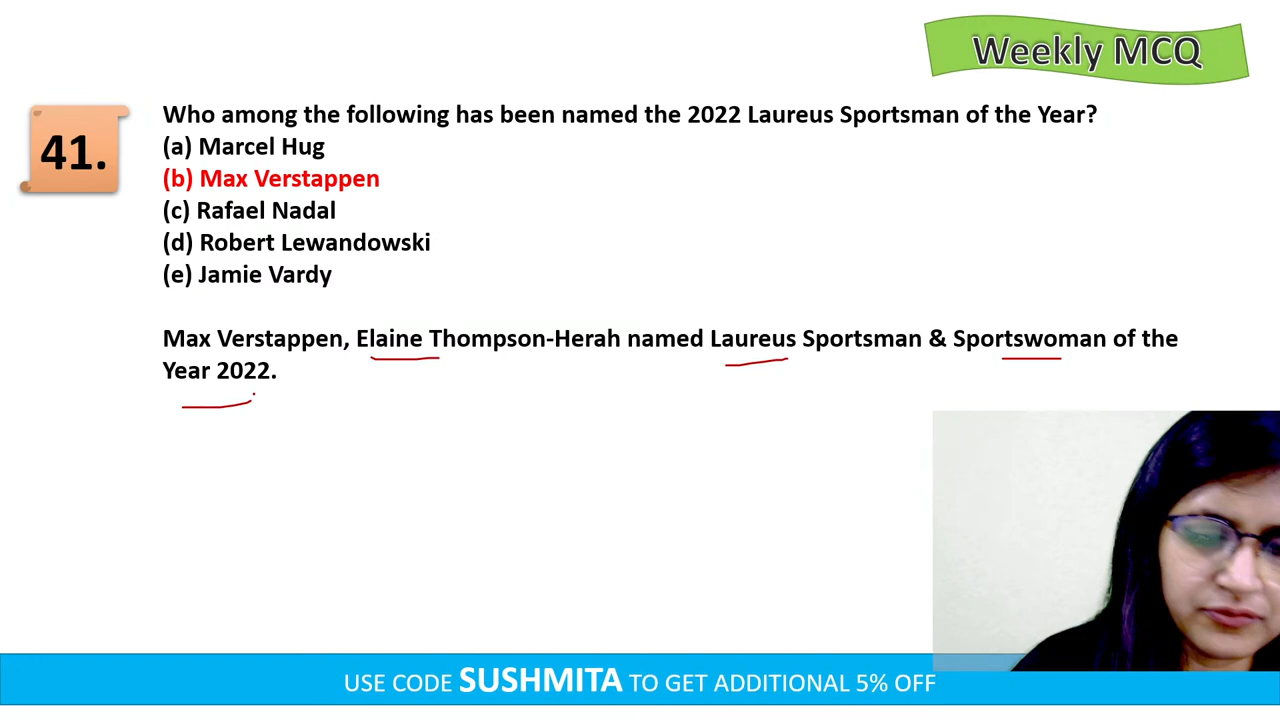 Weekly MCQ
41.
Who among the following has been named the 2022 Laureus Sportsman of the Year?
(a) Marcel Hug
(b) Max Verstappen
(c) Rafael Nadal
(d) Robert Lewandowski
(e) Jamie Vardy
Max Verstappen, Elaine Thompson-Herah named Laureus Sportsman & Sportswoman of the
Year 2022.
USE CODE SUSHMITA TO GET ADDITIONAL 5% OFF